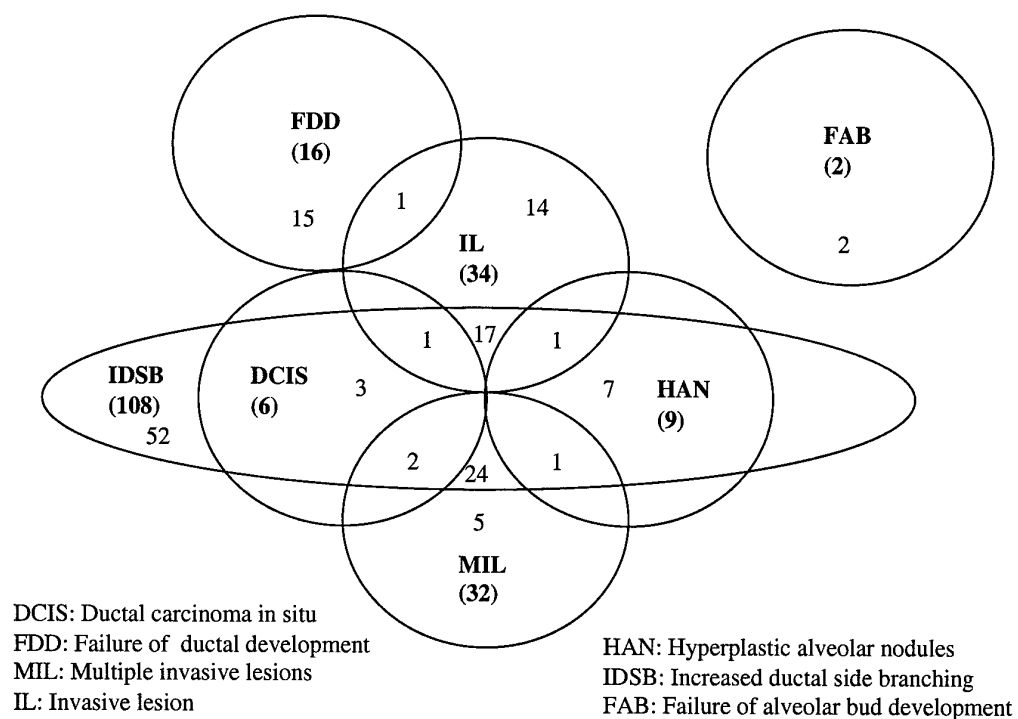 FDD
(16)
15
1
14
IL
(34)
FAB
(2)
2
1
17
1
IDSB
(108)
52
DCIS
(6)
3
7
HAN
(9)
2
24
1
5
MIL
(32)
DCIS: Ductal carcinoma in situ
FDD: Failure of ductal development
MIL: Multiple invasive lesions
IL: Invasive lesion
HAN: Hyperplastic alveolar nodules
IDSB: Increased ductal side branching
FAB: Failure of alveolar bud development